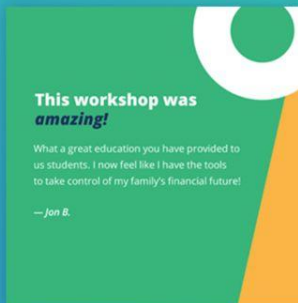 This workshop was
amazing!
What a great education you have provided to
us students. I now feel like I have the tools
to take control of my family's financial future!
— Jon B.